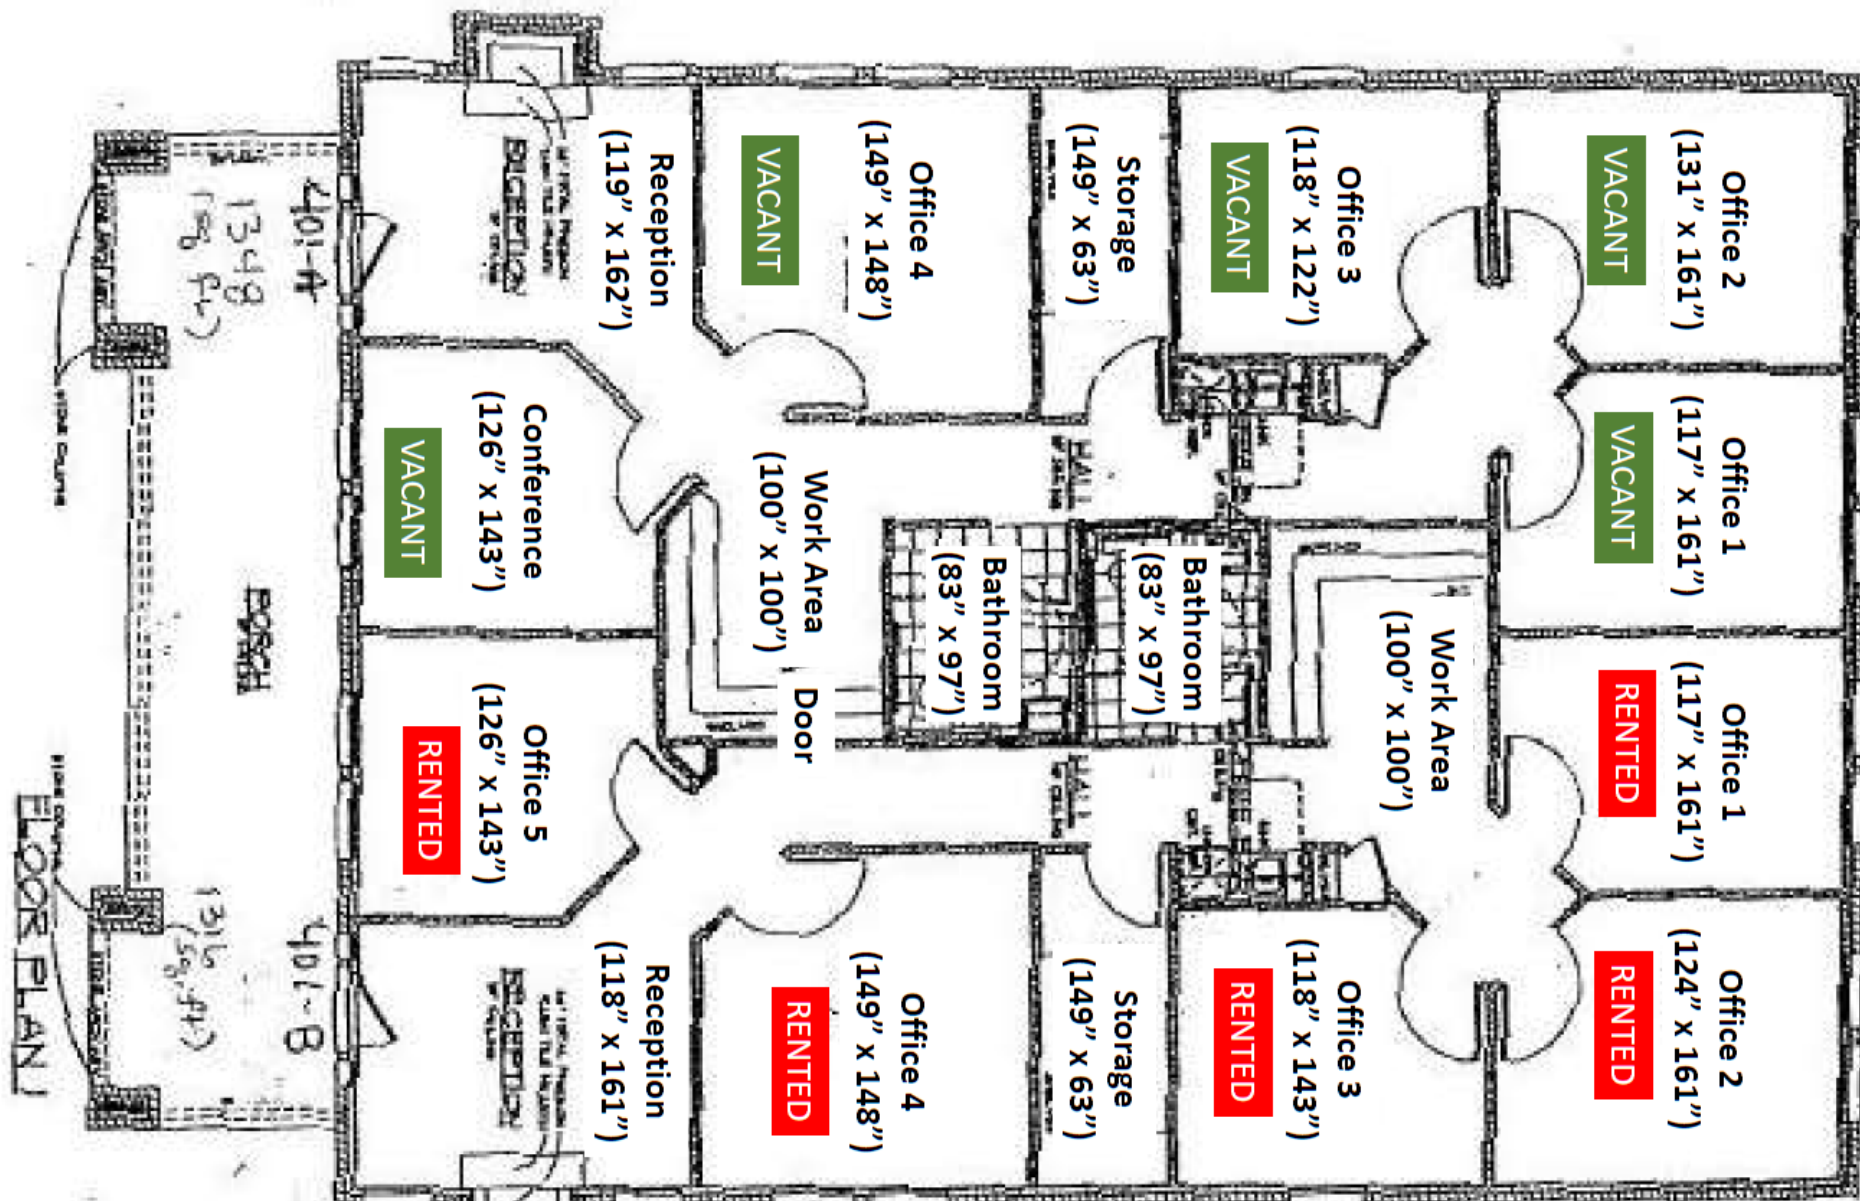 Office 2
(131” x 161”)
VACANT
Office 1
(117” x 161”)
VACANT
Office 1
(117” x 161”)
RENTED
Office 2
(124” x 161”)
RENTED
Office 3
(118” x 122”)
VACANT
Work Area
(100” x 100”)
Office 3
(118” x 143”)
RENTED
Storage
(149” x 63”)
Bathroom
(83” x 97”)
HALL
HALL
Storage
(149” x 63”)
Bathroom
(83” x 97”)
Office 4
(149” x 148”)
VACANT
Work Area
(100” x 100”)
Door
Office 4
(149” x 148”)
RENTED
Reception
(119” x 162”)
RECEPTION
Conference
(126” x 143”)
VACANT
Office 5
(126” x 143”)
RENTED
Reception
(118” x 161”)
RECEPTION
401-A
1348
(sq ft)
PORCH
401-B
1316
(sq. ft.)
FLOOR PLAN